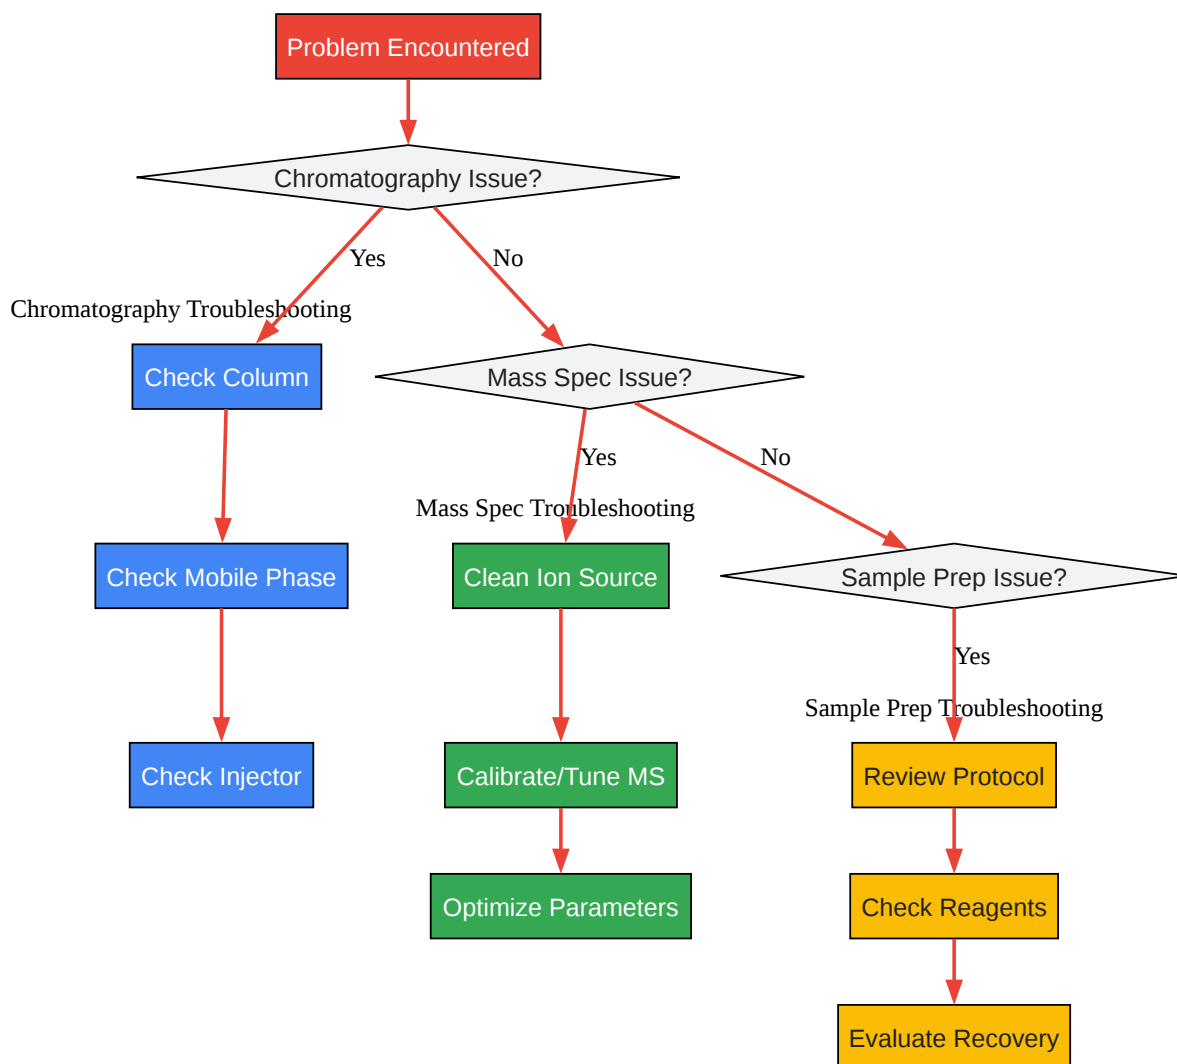 Problem Encountered
Chromatography Issue?
Yes
No
Chromatography Troubleshooting
Check Column
Mass Spec Issue?
Yes
No
Mass Spec Troubleshooting
Check Mobile Phase
Clean Ion Source
Sample Prep Issue?
Yes
Sample Prep Troubleshooting
Check Injector
Calibrate/Tune MS
Review Protocol
Optimize Parameters
Check Reagents
Evaluate Recovery